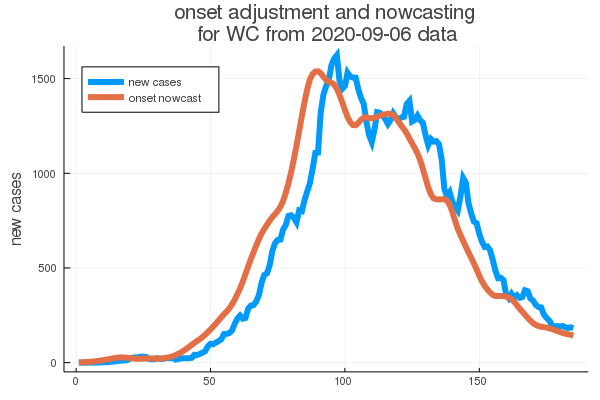 onset adjustment and nowcasting
for WC from 2020-09-06 data
new cases
onset nowcast
new cases
1500
1000
500
0
0
50
100
150